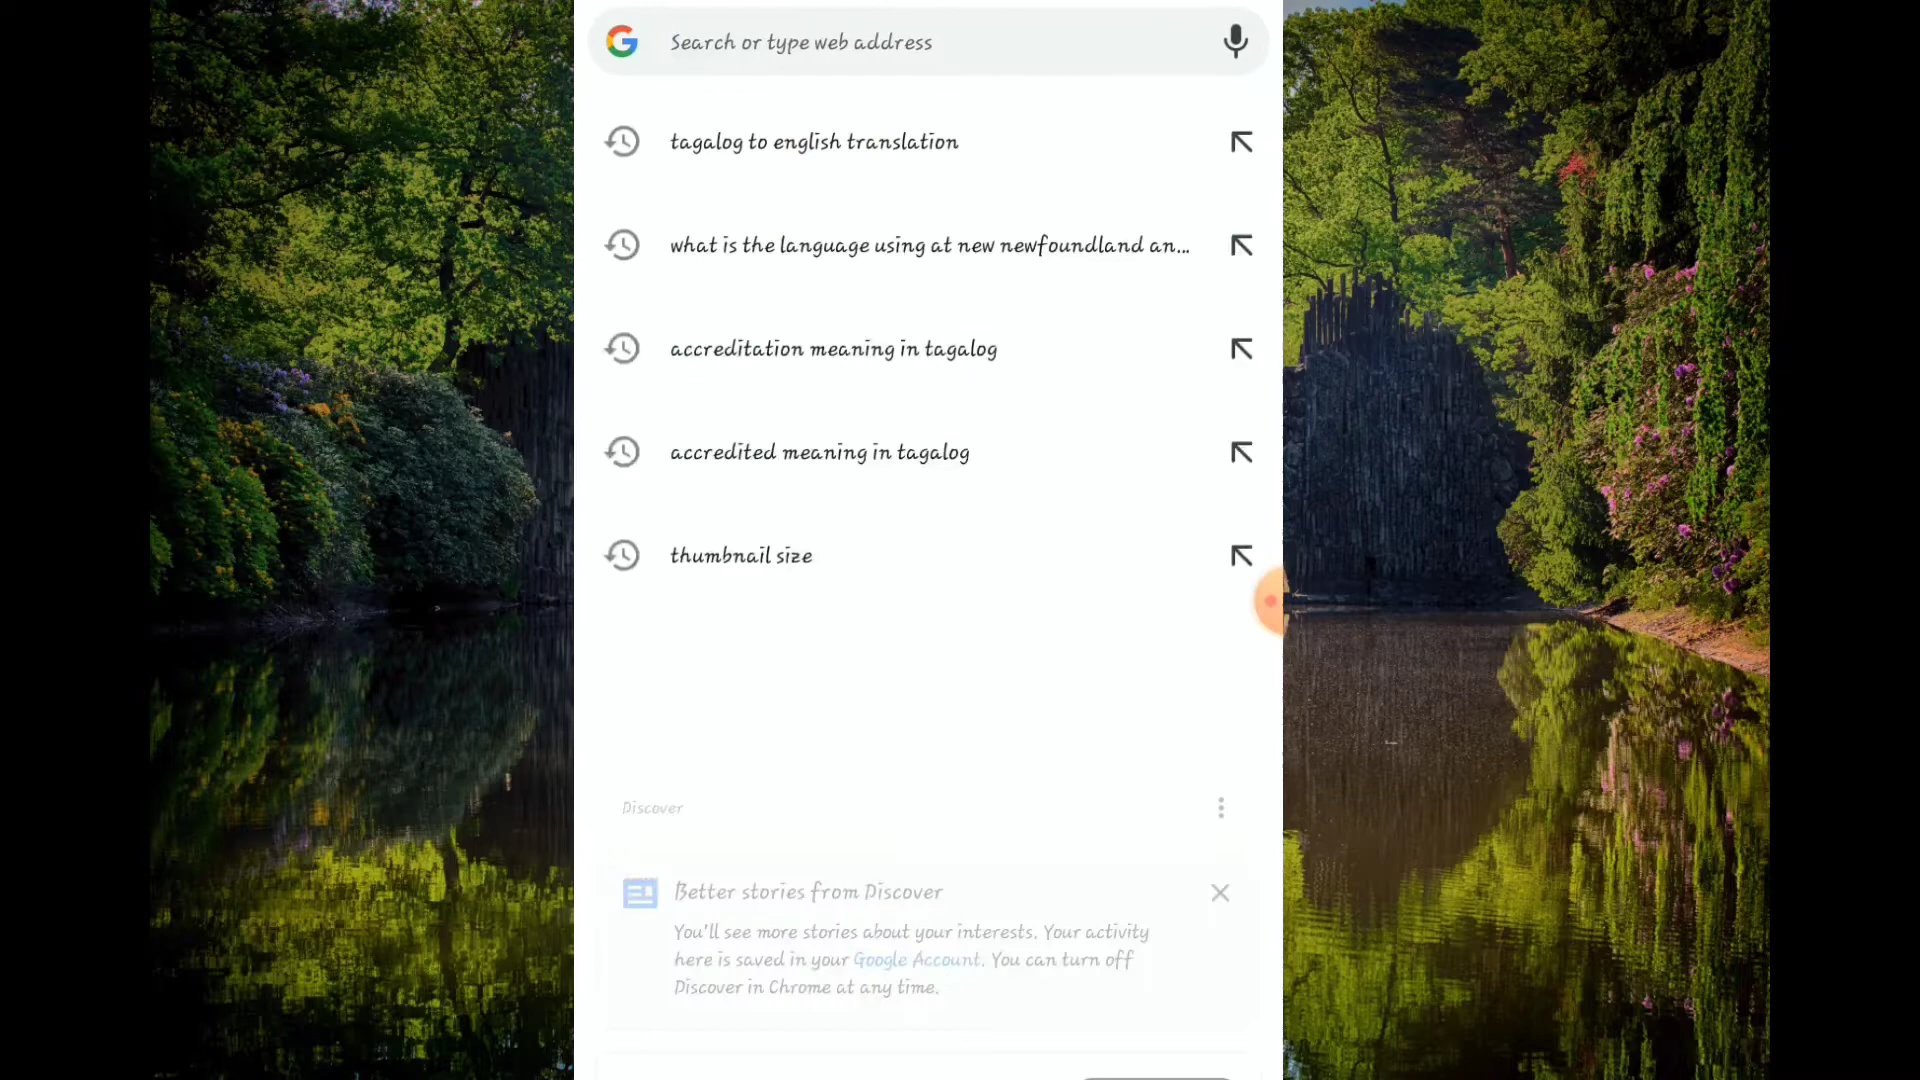 Search or type web address
tagalog to english translation
what is the language using at new newfoundland an...
accreditation meaning in tagalog
accredited meaning in tagalog
thumbnail size
Discover
Better stories from Discover
You'll see more stories about your interests. Your activity
here is saved in your Google Account. You can turn off
Discover in Chrome at any time.